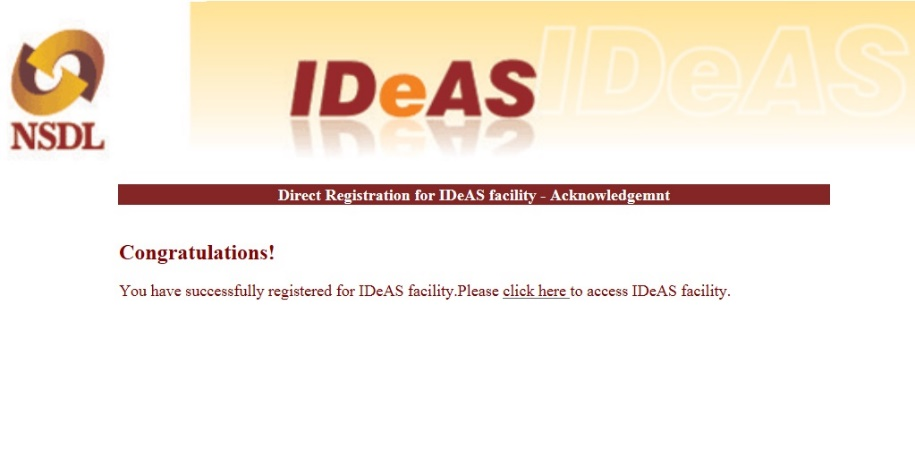 IDeAS
IDeAS
NSDL
Direct Registration for IDeAS facility - Acknowledgemnt
Congratulations!
You have successfully registered for IDeAS facility.Please click here to access IDeAS facility.